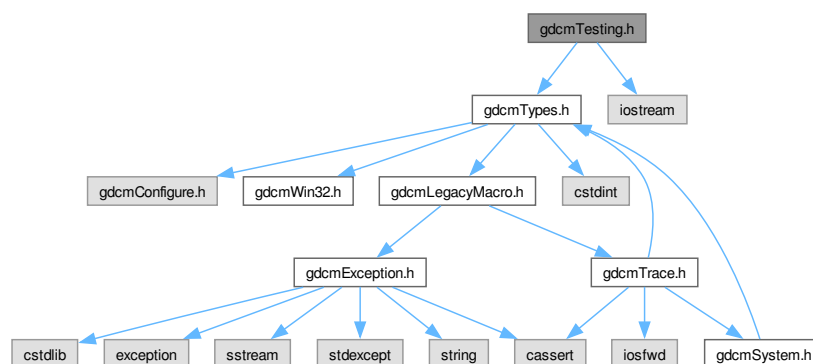 gdcmTesting.h
gdcmTypes.h
iostream
gdcmConfigure.h
gdcmWin32.h
gdcmLegacyMacro.h
cstdint
gdcmException.h
gdcmTrace.h
cstdlib
exception
sstream
stdexcept
string
cassert
iosfwd
gdcmSystem.h